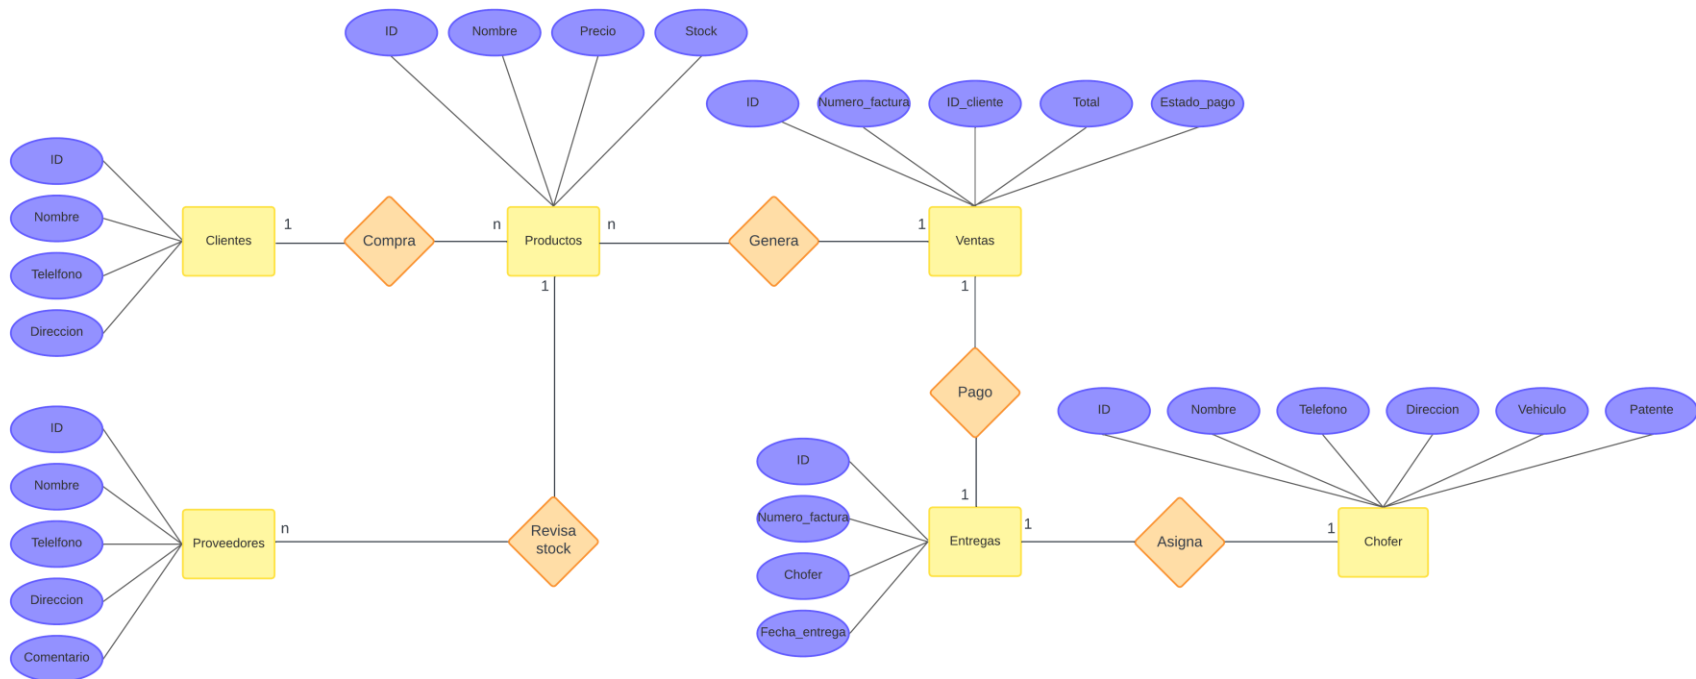 ID
Nombre
Precio
Stock
ID
Numero_factura
ID_cliente
Total
Estado_pago
ID
Nombre
Telelfono
Direccion
Clientes
1
Compra
n
Productos
n
Genera
1
Ventas
1
1
Pago
ID
Nombre
Telefono
Direccion
Vehiculo
Patente
ID
Nombre
Telelfono
Direccion
Comentario
Proveedores
n
Revisa
stock
ID
Numero_factura
Chofer
Fecha_entrega
1
Entregas
1
Asigna
1
Chofer